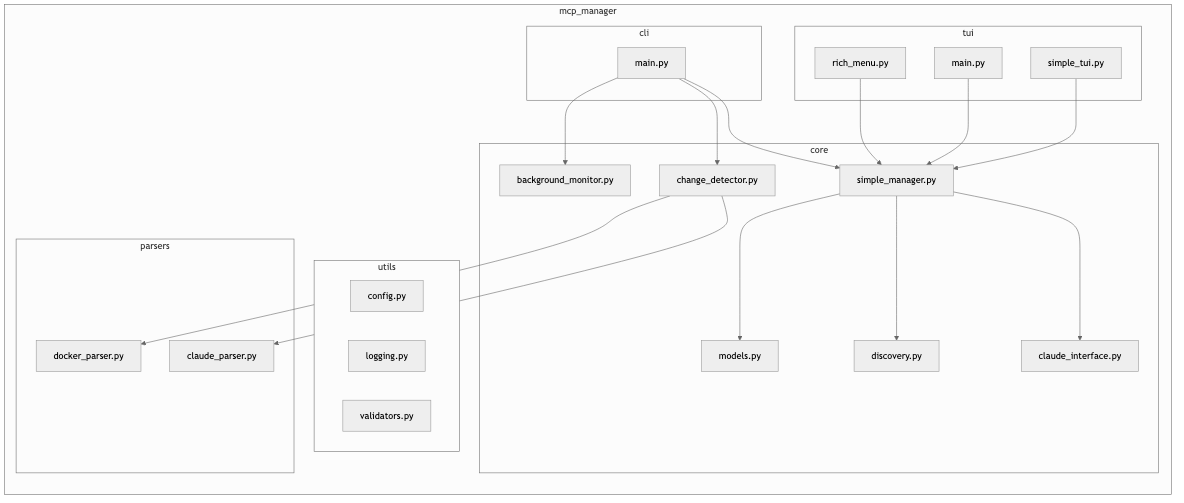 mcp_manager
cli
tui
main.py
rich_menu.py
main.py
simple_tui.py
core
background_monitor.py
change_detector.py
simple_manager.py
parsers
utils
config.py
docker_parser.py
claude_parser.py
logging.py
models.py
discovery.py
claude_interface.py
validators.py